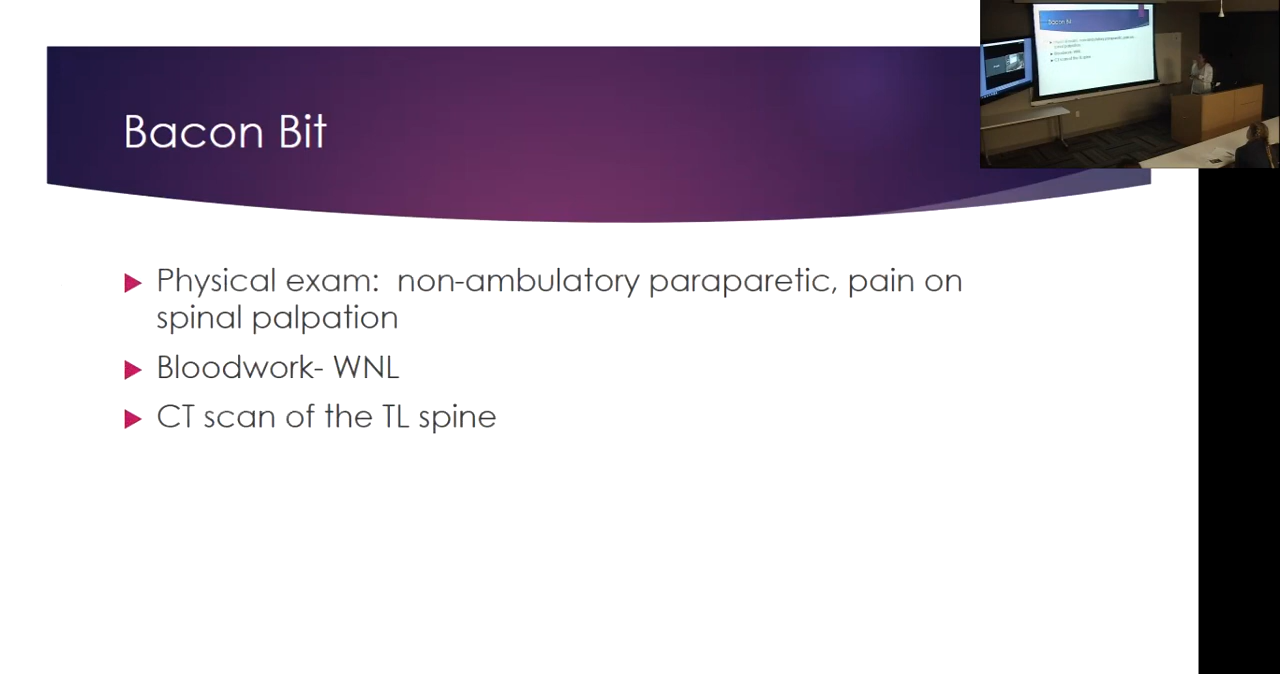 Bacon Bit
Physical exam:  non-ambulatory paraparetic, pain on
spinal palpation
Bloodwork- WNL
CT scan of the TL spine